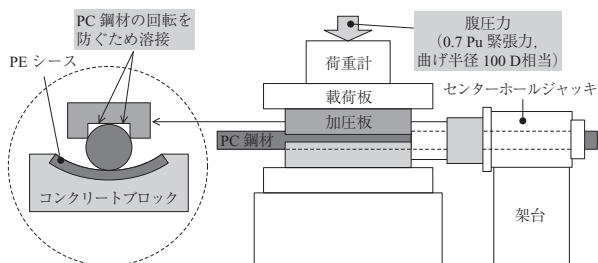 PC 鋼材の回転を
防ぐため溶接
PE シース
コンクリートブロック
腹圧力
（0.7 Pu 緊張力,
曲げ半径 100 D相当）
荷重計
載荷板
加圧板
PC 鋼材
センターホールジャッキ
架台